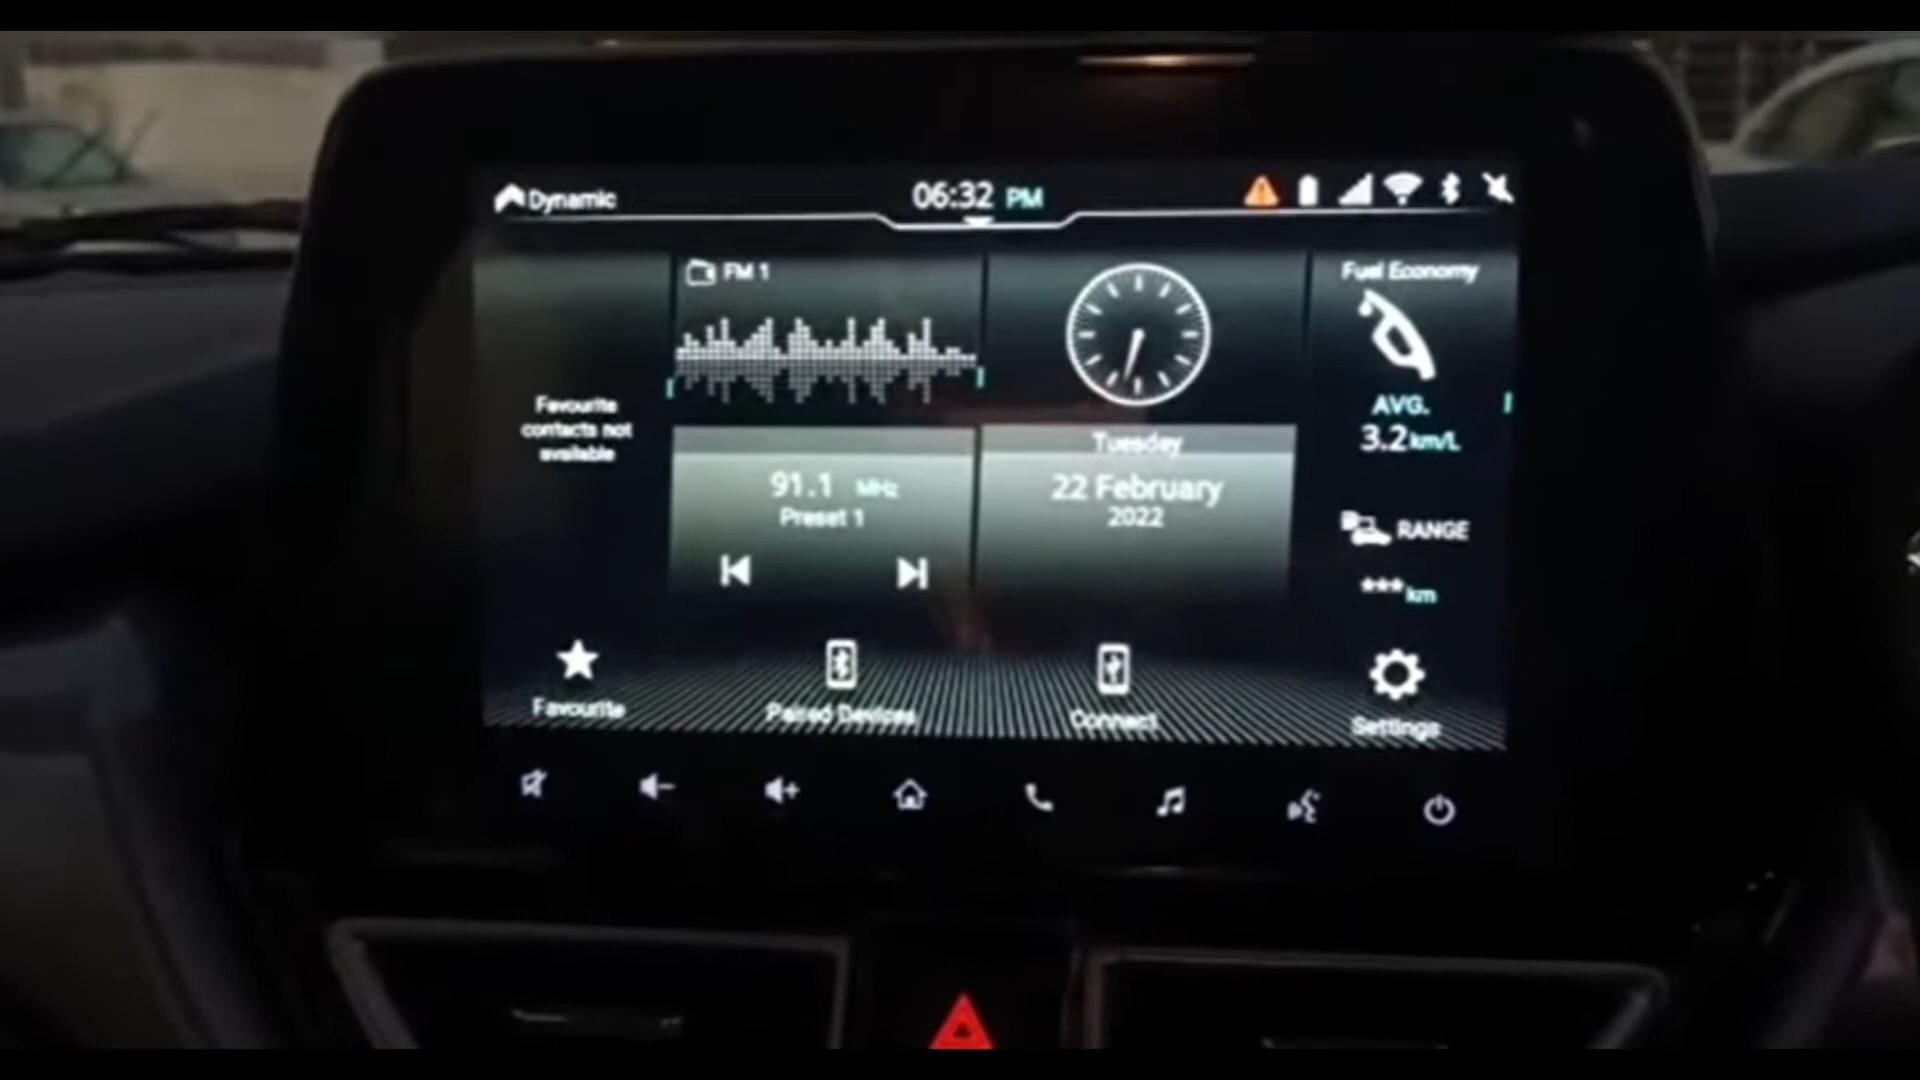 Dynamic
06:32 PM
FM 1
Fuel Economy
Favourite
contacts not
available
AVG.
3.2 km/L
Tuesday
22 February
2022
91.1 MHz
Preset 1
RANGE
*** km
Favourite
Paired Devices
Connect
Settings